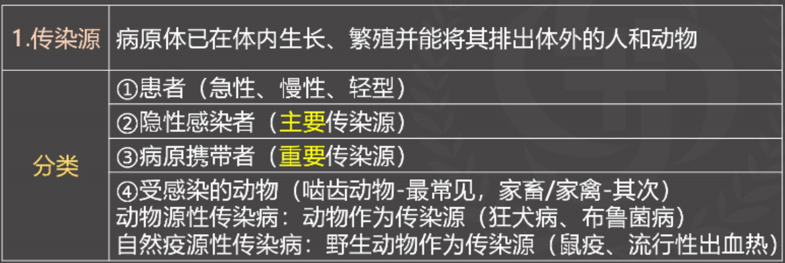 1.传染源 病原体已在体内生长、繁殖并能将其排出体外的人和动物
分类
①患者（急性、慢性、轻型）
②隐性感染者（主要传染源）
③病原携带者（重要传染源）
④受感染的动物（啮齿动物-最常见，家畜/家禽-其次）
动物源性传染病：动物作为传染源（狂犬病、布鲁菌病）
自然疫源性传染病：野生动物作为传染源（鼠疫、流行性出血热）